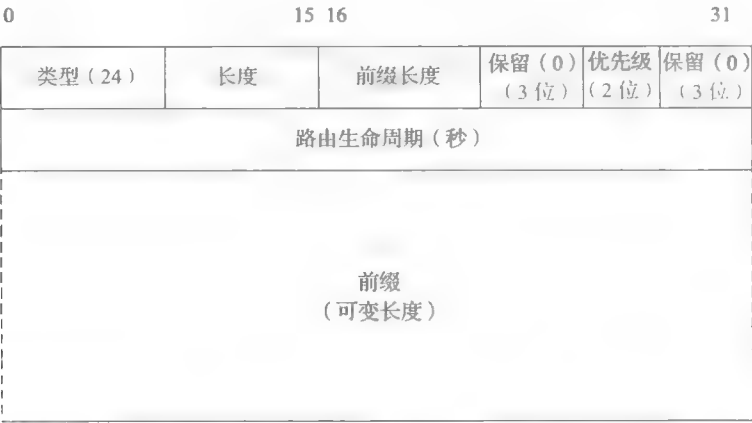 0 15 16 31
类型（24） 长度 前缀长度 保留（0） 优先级 保留（0）
（3位） （2位） （3位）
路由生命周期（秒）
前缀
（可变长度）